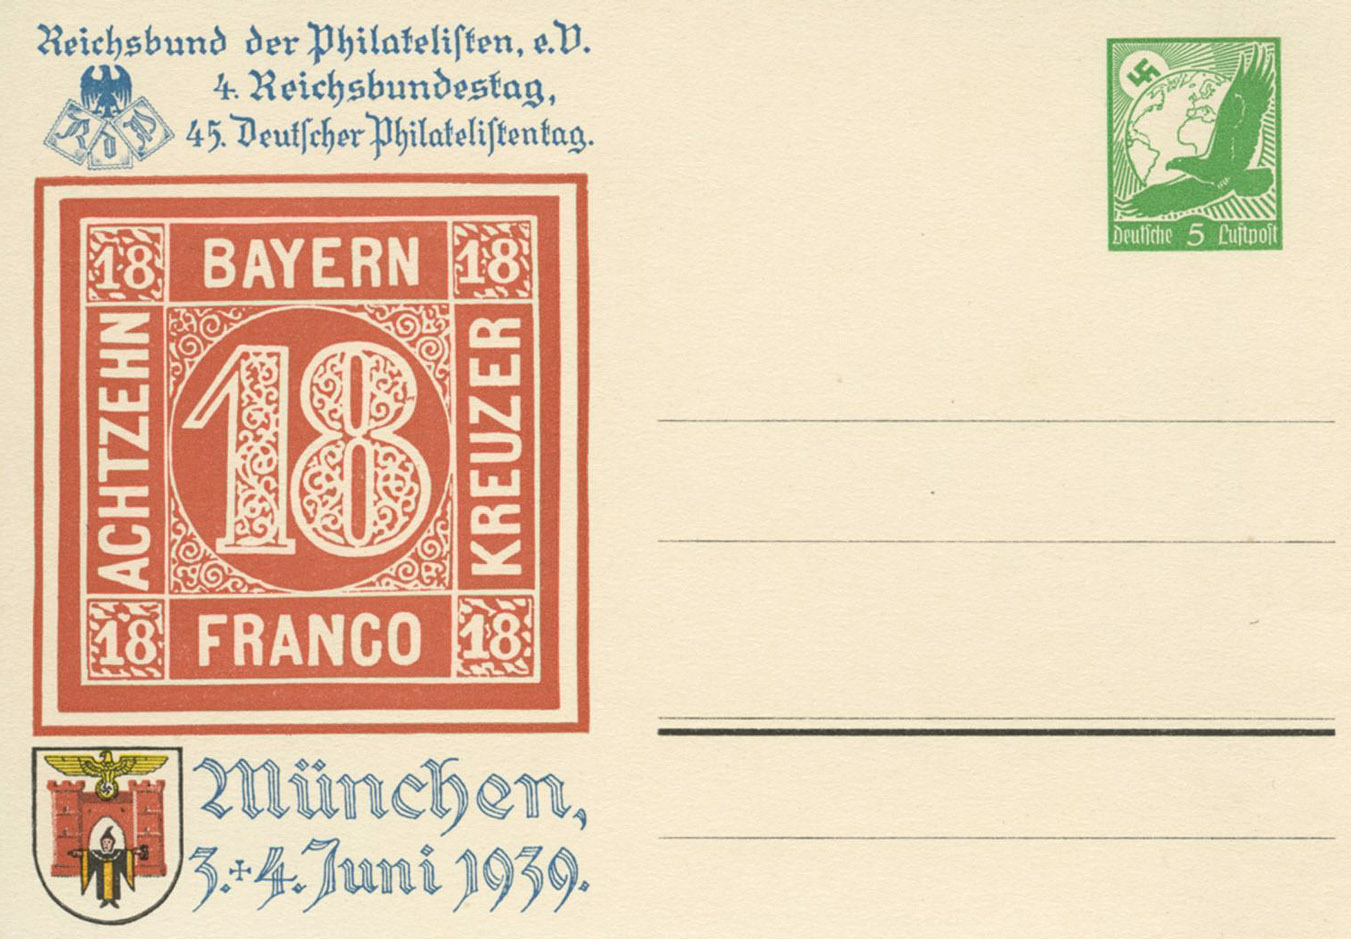 Reichsbund der Philatelisten, e.V.
4. Reichsbundestag,
45. Deutscher Philatelistentag.
R d P
18 BAYERN 18
ACHTZEHN
18
KREUZER
18 FRANCO 18
München,
3.+4. Juni 1939.
Deutsche 5 Luftpost